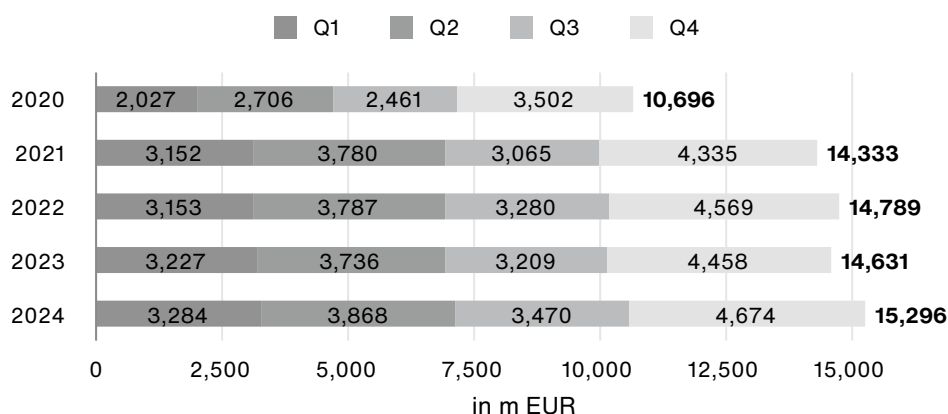 Q1 Q2 Q3 Q4
2020 2,027 2,706 2,461 3,502 10,696
2021 3,152 3,780 3,065 4,335 14,333
2022 3,153 3,787 3,280 4,569 14,789
2023 3,227 3,736 3,209 4,458 14,631
2024 3,284 3,868 3,470 4,674 15,296
0 2,500 5,000 7,500 10,000 12,500 15,000
in m EUR